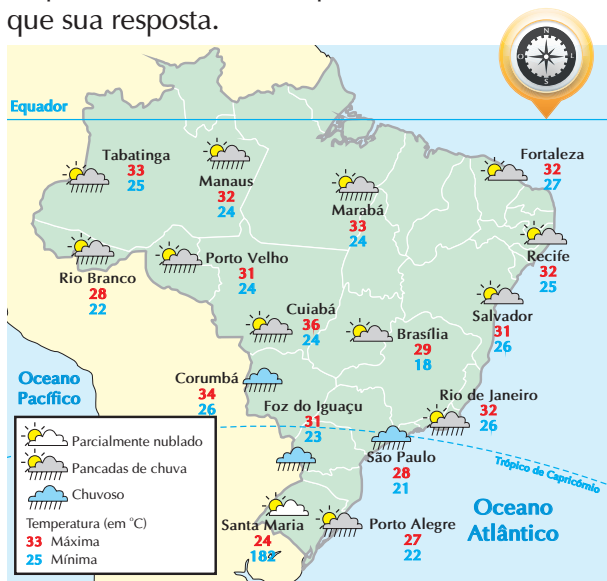 que sua resposta.
N
O
L
S
Equador
Tabatinga
33
25
Manaus
32
24
Marabá
33
24
Fortaleza
32
27
Recife
32
25
Rio Branco
28
22
Porto Velho
31
24
Salvador
31
26
Cuiabá
36
24
Brasília
29
18
Oceano
Pacífico
Corumbá
34
26
Foz do Iguaçu
31
23
Rio de Janeiro
32
26
São Paulo
28
21
Trópico de Capricórnio
Parcialmente nublado
Pancadas de chuva
Chuvoso
Temperatura (em °C)
33 Máxima
25 Mínima
Santa Maria
24
182
Porto Alegre
27
22
Oceano
Atlântico